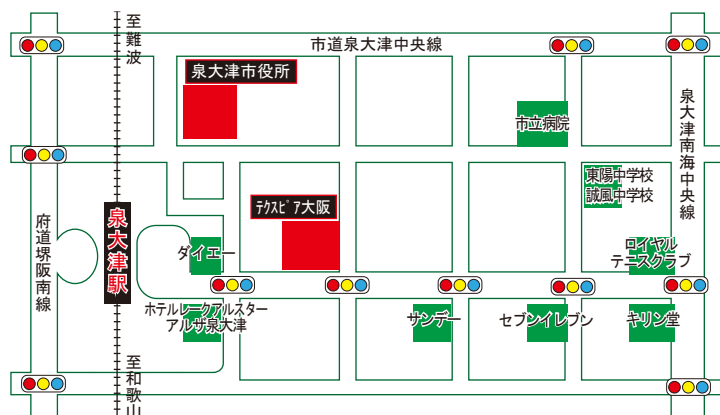 至難波
市道泉大津中央線
泉大津市役所
市立病院
泉大津南海中央線
東陽中学校
誠風中学校
テクスピア大阪
府道堺阪南線
泉大津駅
ダイエー
ロイヤル
テニスクラブ
ホテルレークアルスター
アルザ泉大津
サンデー
セブンイレブン
キリン堂
至和歌山